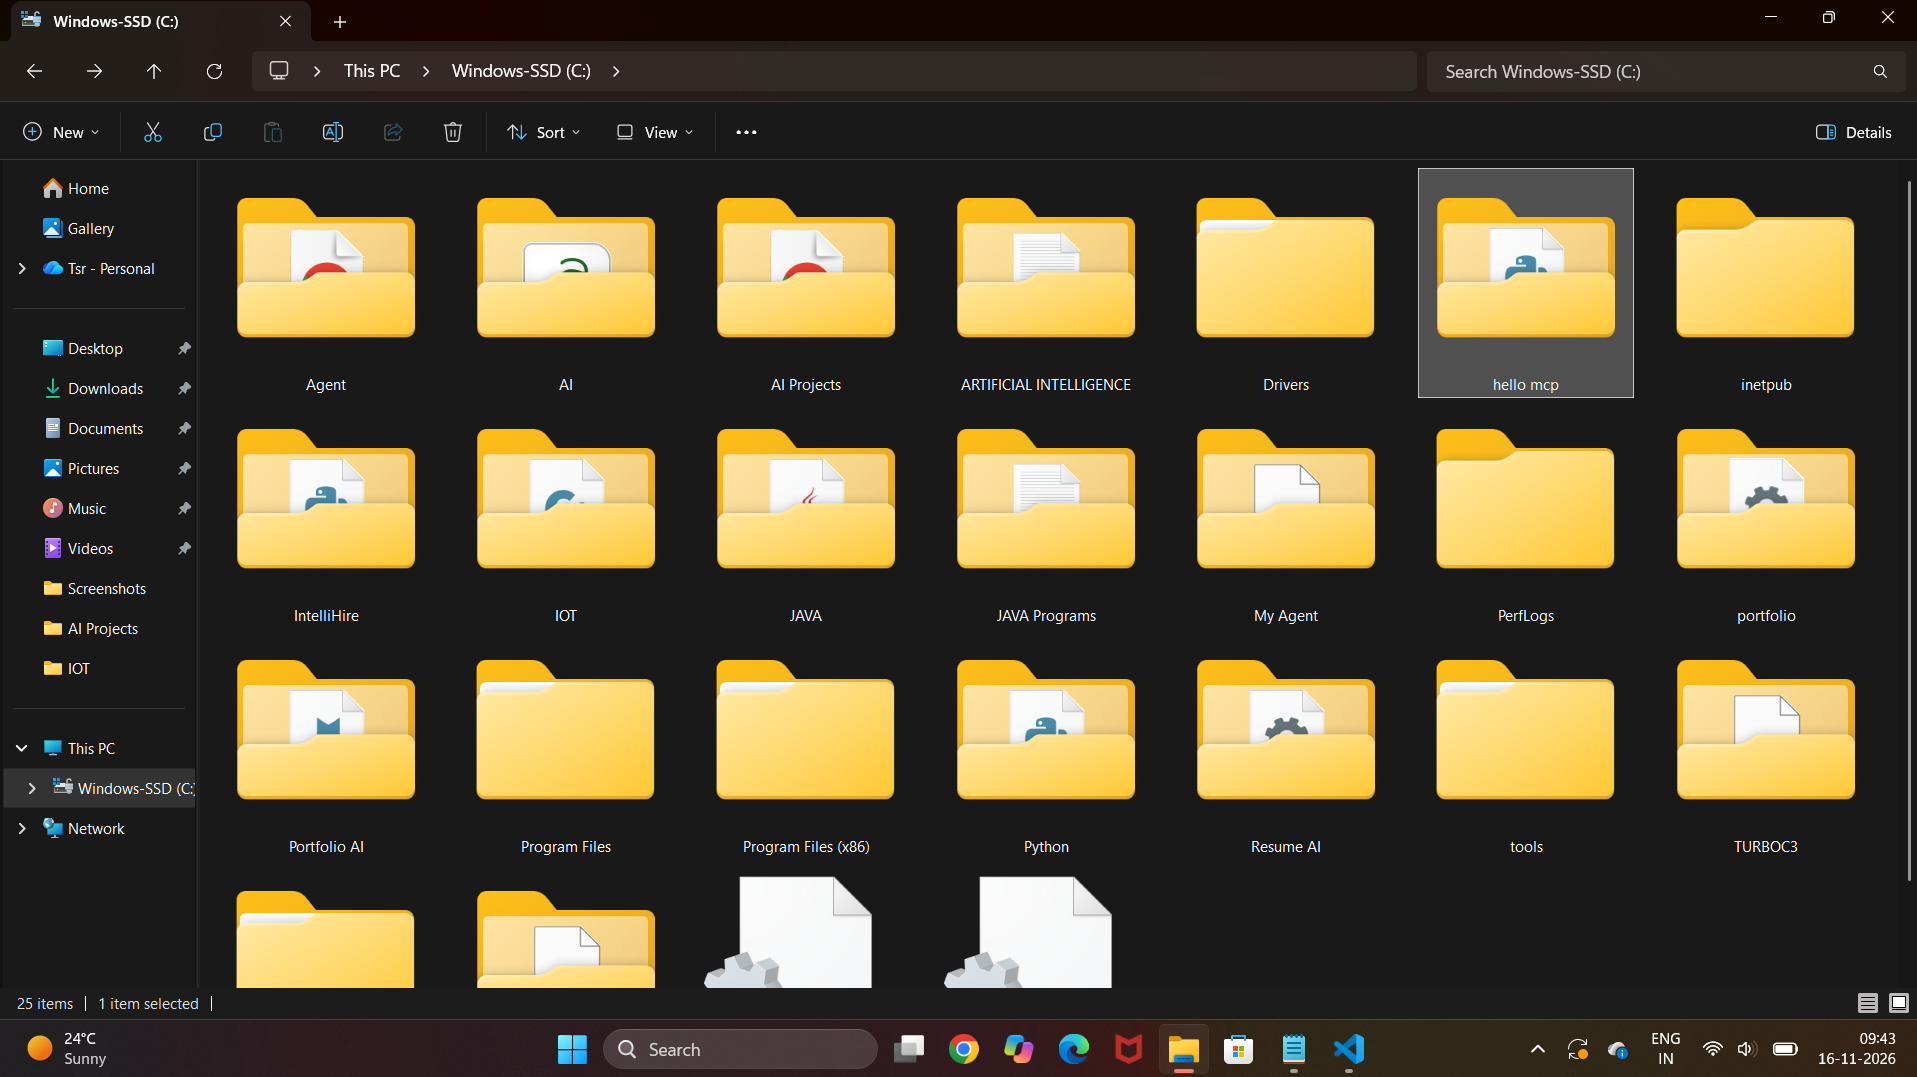 Windows-SSD (C:)
This PC
Windows-SSD (C:)
Search Windows-SSD (C:)
New
Sort
View
Details
Home
Gallery
Tsr - Personal
Desktop
Downloads
Documents
Pictures
Music
Videos
Screenshots
AI Projects
IOT
This PC
Windows-SSD (C:)
Network
Agent
AI
AI Projects
ARTIFICIAL INTELLIGENCE
Drivers
hello mcp
inetpub
IntelliHire
IOT
JAVA
JAVA Programs
My Agent
PerfLogs
portfolio
Portfolio AI
Program Files
Program Files (x86)
Python
Resume AI
tools
TURBOC3
25 items
1 item selected
24°C
Sunny
Search
ENG
IN
09:43
16-11-2026